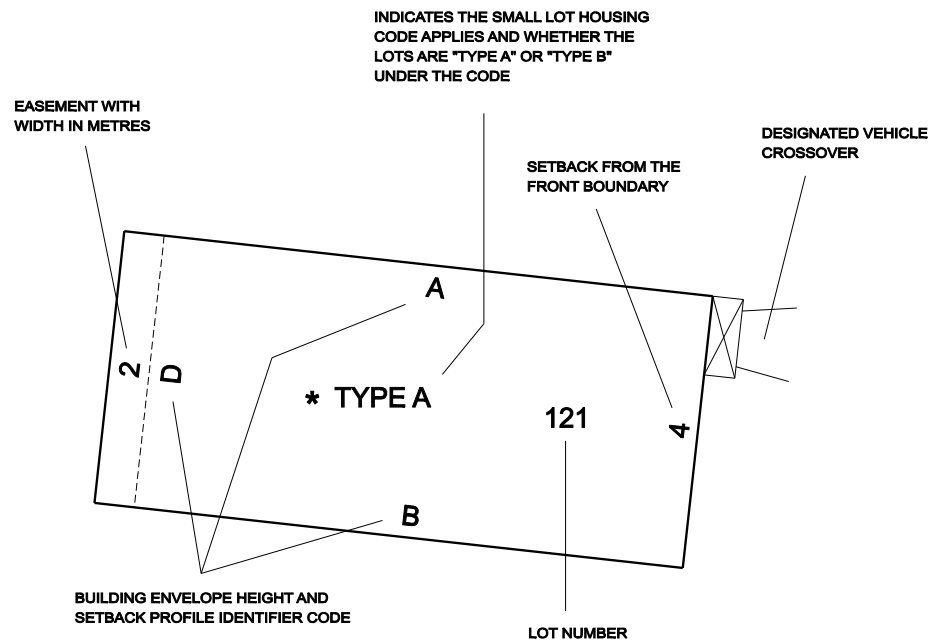 INDICATES THE SMALL LOT HOUSING
CODE APPLIES AND WHETHER THE
LOTS ARE "TYPE A" OR "TYPE B"
UNDER THE CODE
EASEMENT WITH
WIDTH IN METRES
DESIGNATED VEHICLE
CROSSOVER
SETBACK FROM THE
FRONT BOUNDARY
A
2
D
* TYPE A
121
4
B
BUILDING ENVELOPE HEIGHT AND
SETBACK PROFILE IDENTIFIER CODE
LOT NUMBER